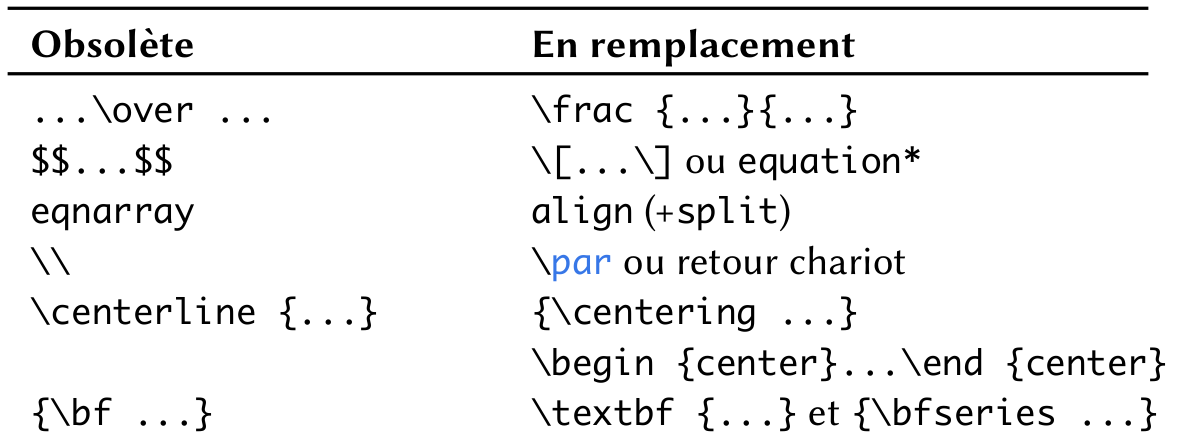 Obsolète En remplacement
...\over ... \frac {...}{...}
$$...$$ \[...\] ou equation*
eqnarray align (+split)
\\ \par ou retour chariot
\centerline {...} {\centering ...}
\begin {center}...\end {center}
{\bf ...} \textbf {...} et {\bfseries ...}